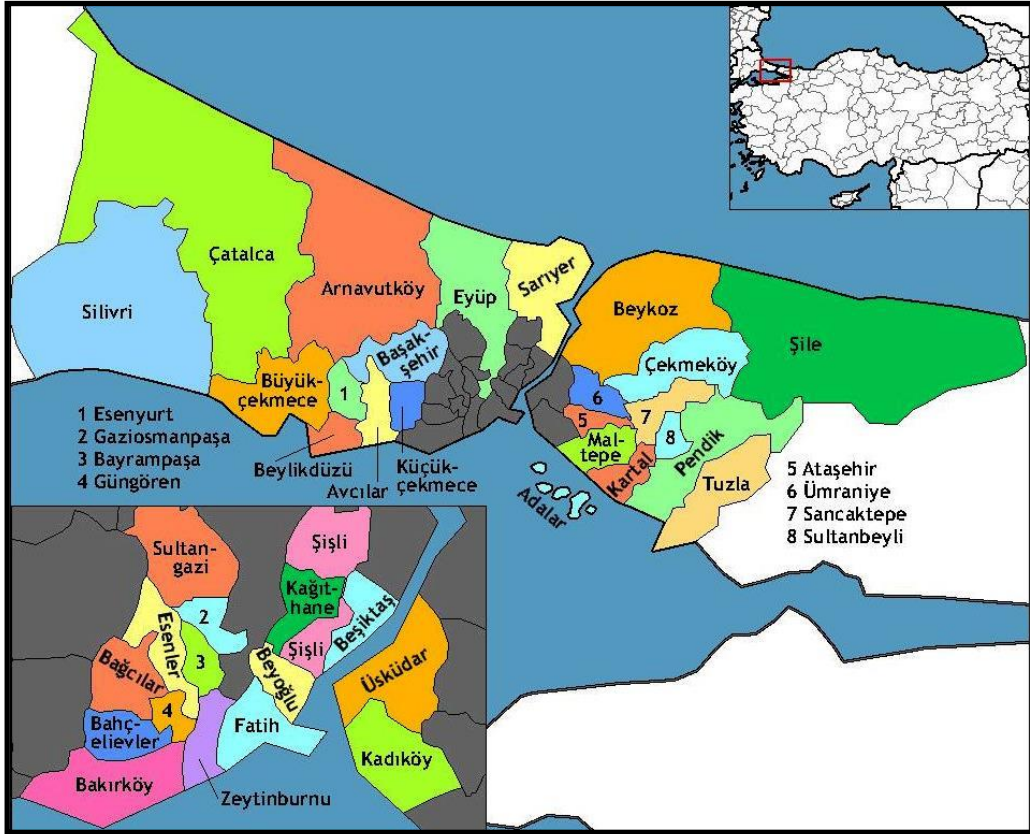 Silivri
Çatalca
Arnavutköy
Eyüp
Sarıyer
Büyük-
çekmece
1
Başak-
şehir
Beylikdüzü
Avcılar
Küçük-
çekmece
1 Esenyurt
2 Gaziosmanpaşa
3 Bayrampaşa
4 Güngören
Beykoz
Şile
Çekmeköy
6
5
7
8
Mal-
tepe
Kartal
Pendik
Tuzla
Adalar
5 Ataşehir
6 Ümraniye
7 Sancaktepe
8 Sultanbeyli
Sultan-
gazi
Şişli
Kağıt-
hane
Beşiktaş
2
Esenler
3
Şişli
Beyoğlu
Üsküdar
Bağcılar
4
Bahç-
elievler
Fatih
Kadıköy
Bakırköy
Zeytinburnu